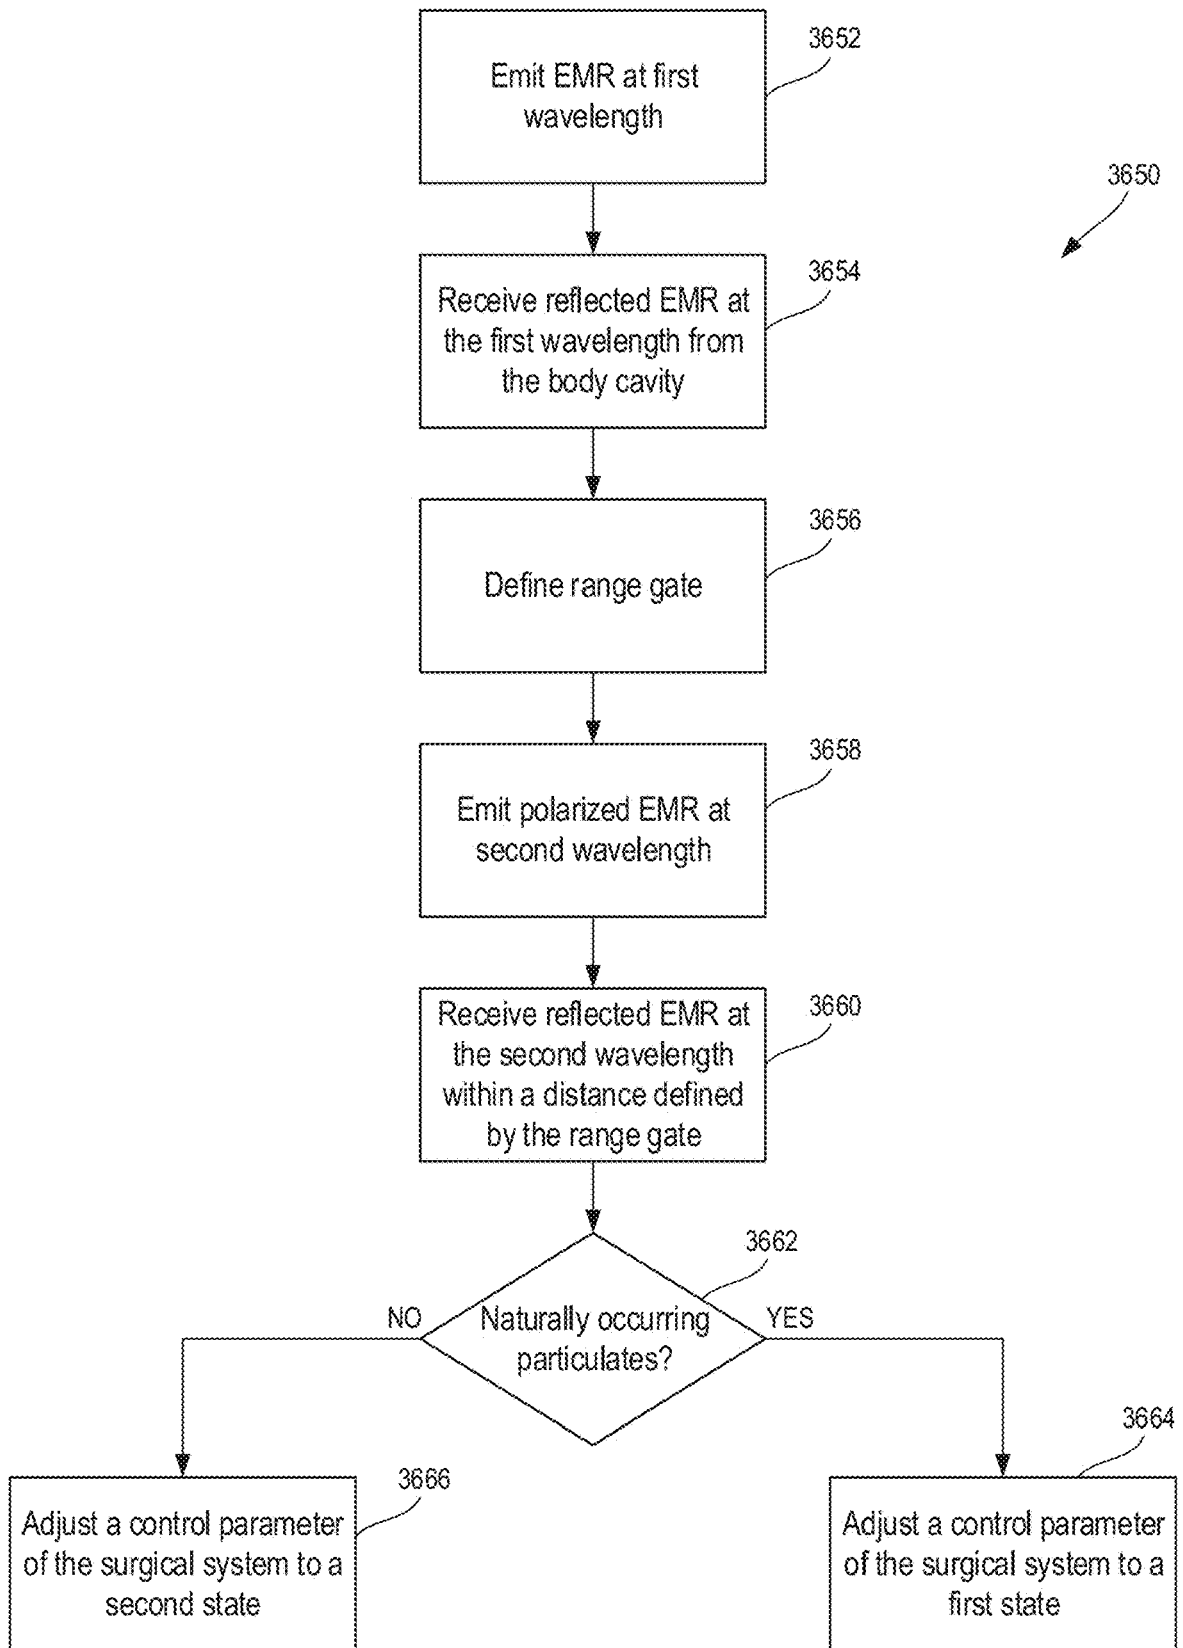 3652
Emit EMR at first
wavelength
3650
3654
Receive reflected EMR at
the first wavelength from
the body cavity
3656
Define range gate
3658
Emit polarized EMR at
second wavelength
3660
Receive reflected EMR at
the second wavelength
within a distance defined
by the range gate
3662
NO
Naturally occurring
particulates?
YES
3666
Adjust a control parameter
of the surgical system to a
second state
3664
Adjust a control parameter
of the surgical system to a
first state